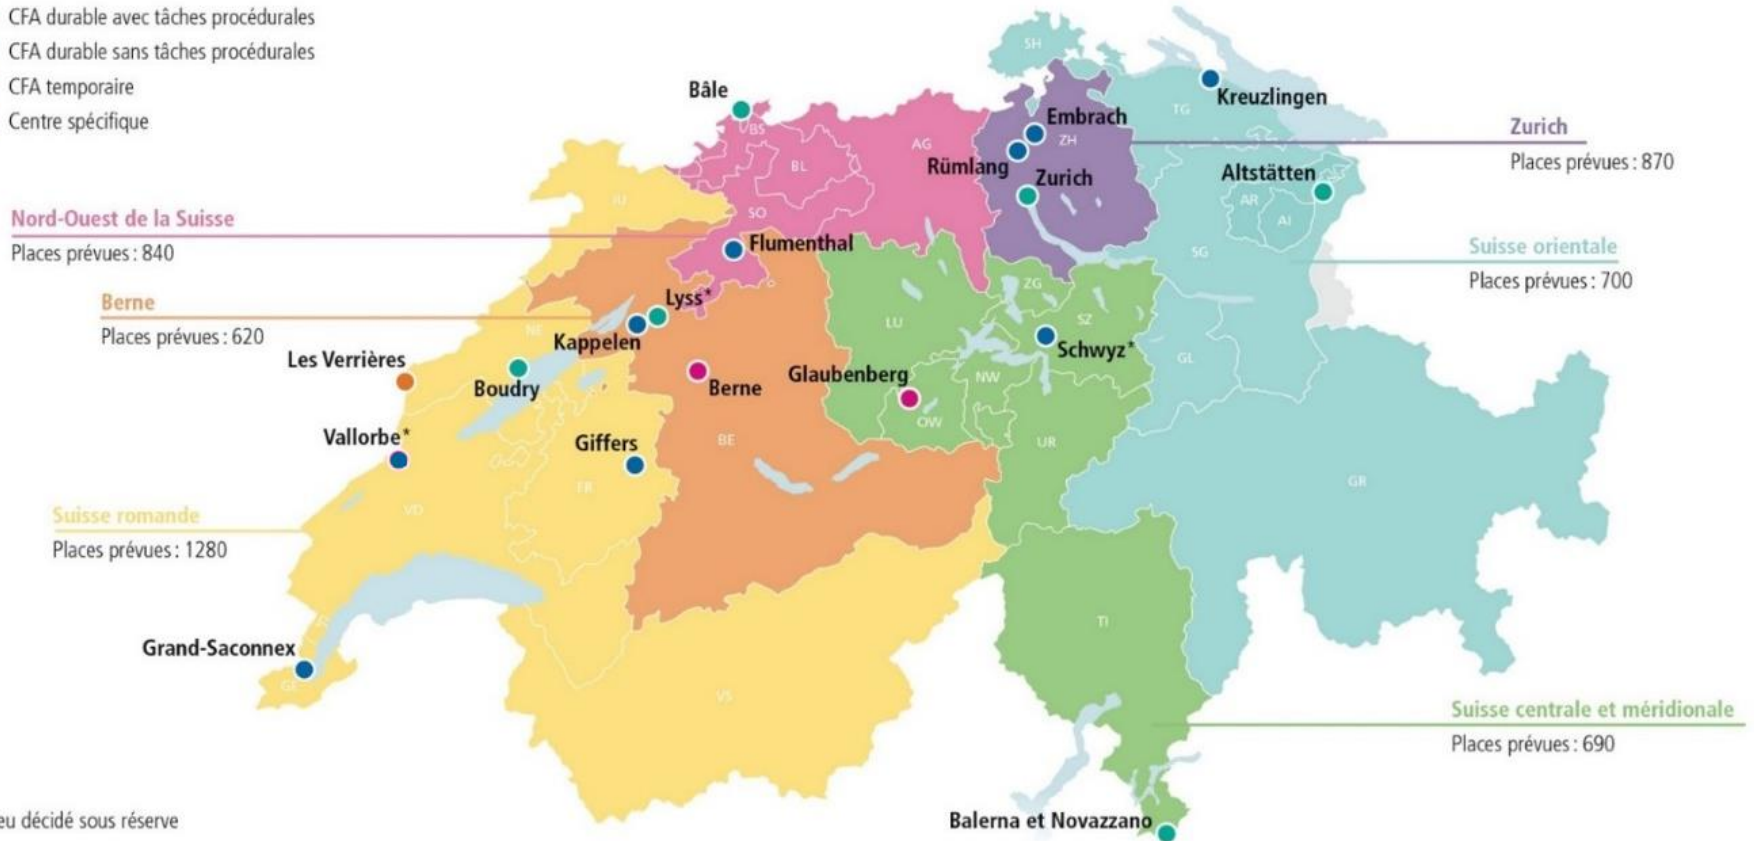 CFA durable avec tâches procédurales
CFA durable sans tâches procédurales
CFA temporaire
Centre spécifique
Nord-Ouest de la Suisse
Places prévues : 840
Berne
Places prévues : 620
Suisse romande
Places prévues : 1280
Zurich
Places prévues : 870
Suisse orientale
Places prévues : 700
Suisse centrale et méridionale
Places prévues : 690
Bâle
Kreuzlingen
Embrach
Rümlang
Zurich
Altstätten
Flumenthal
Lyss*
Kappelen
Les Verrières
Boudry
Berne
Glaubenberg
Schwyz*
Vallorbe*
Giffers
Grand-Saconnex
Balerna et Novazzano
SH
TG
ZH
BS
BL
AG
SO
JU
AR
AI
SG
ZG
LU
SZ
NE
GL
NW
OW
UR
BE
FR
VD
GR
TI
VS
GE
eu décidé sous réserve